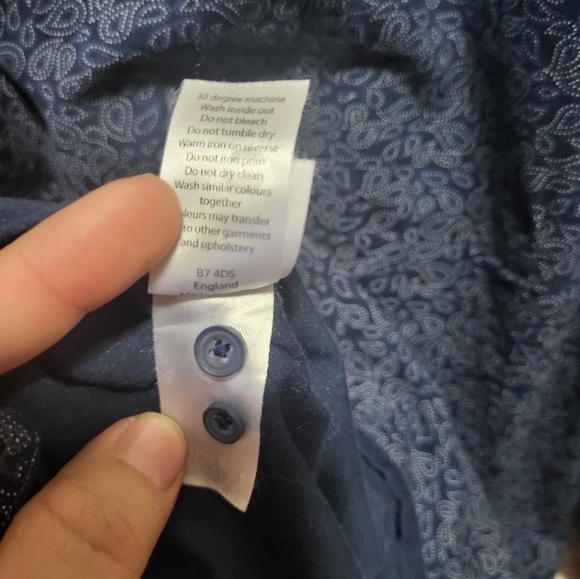 30 degree machine
Wash inside out
Do not bleach
Do not tumble dry
Warm iron on reverse
Do not iron print
Do not dry clean
Wash similar colours
together
lours may transfer
to other garments
and upholstery
B7 4DS
England